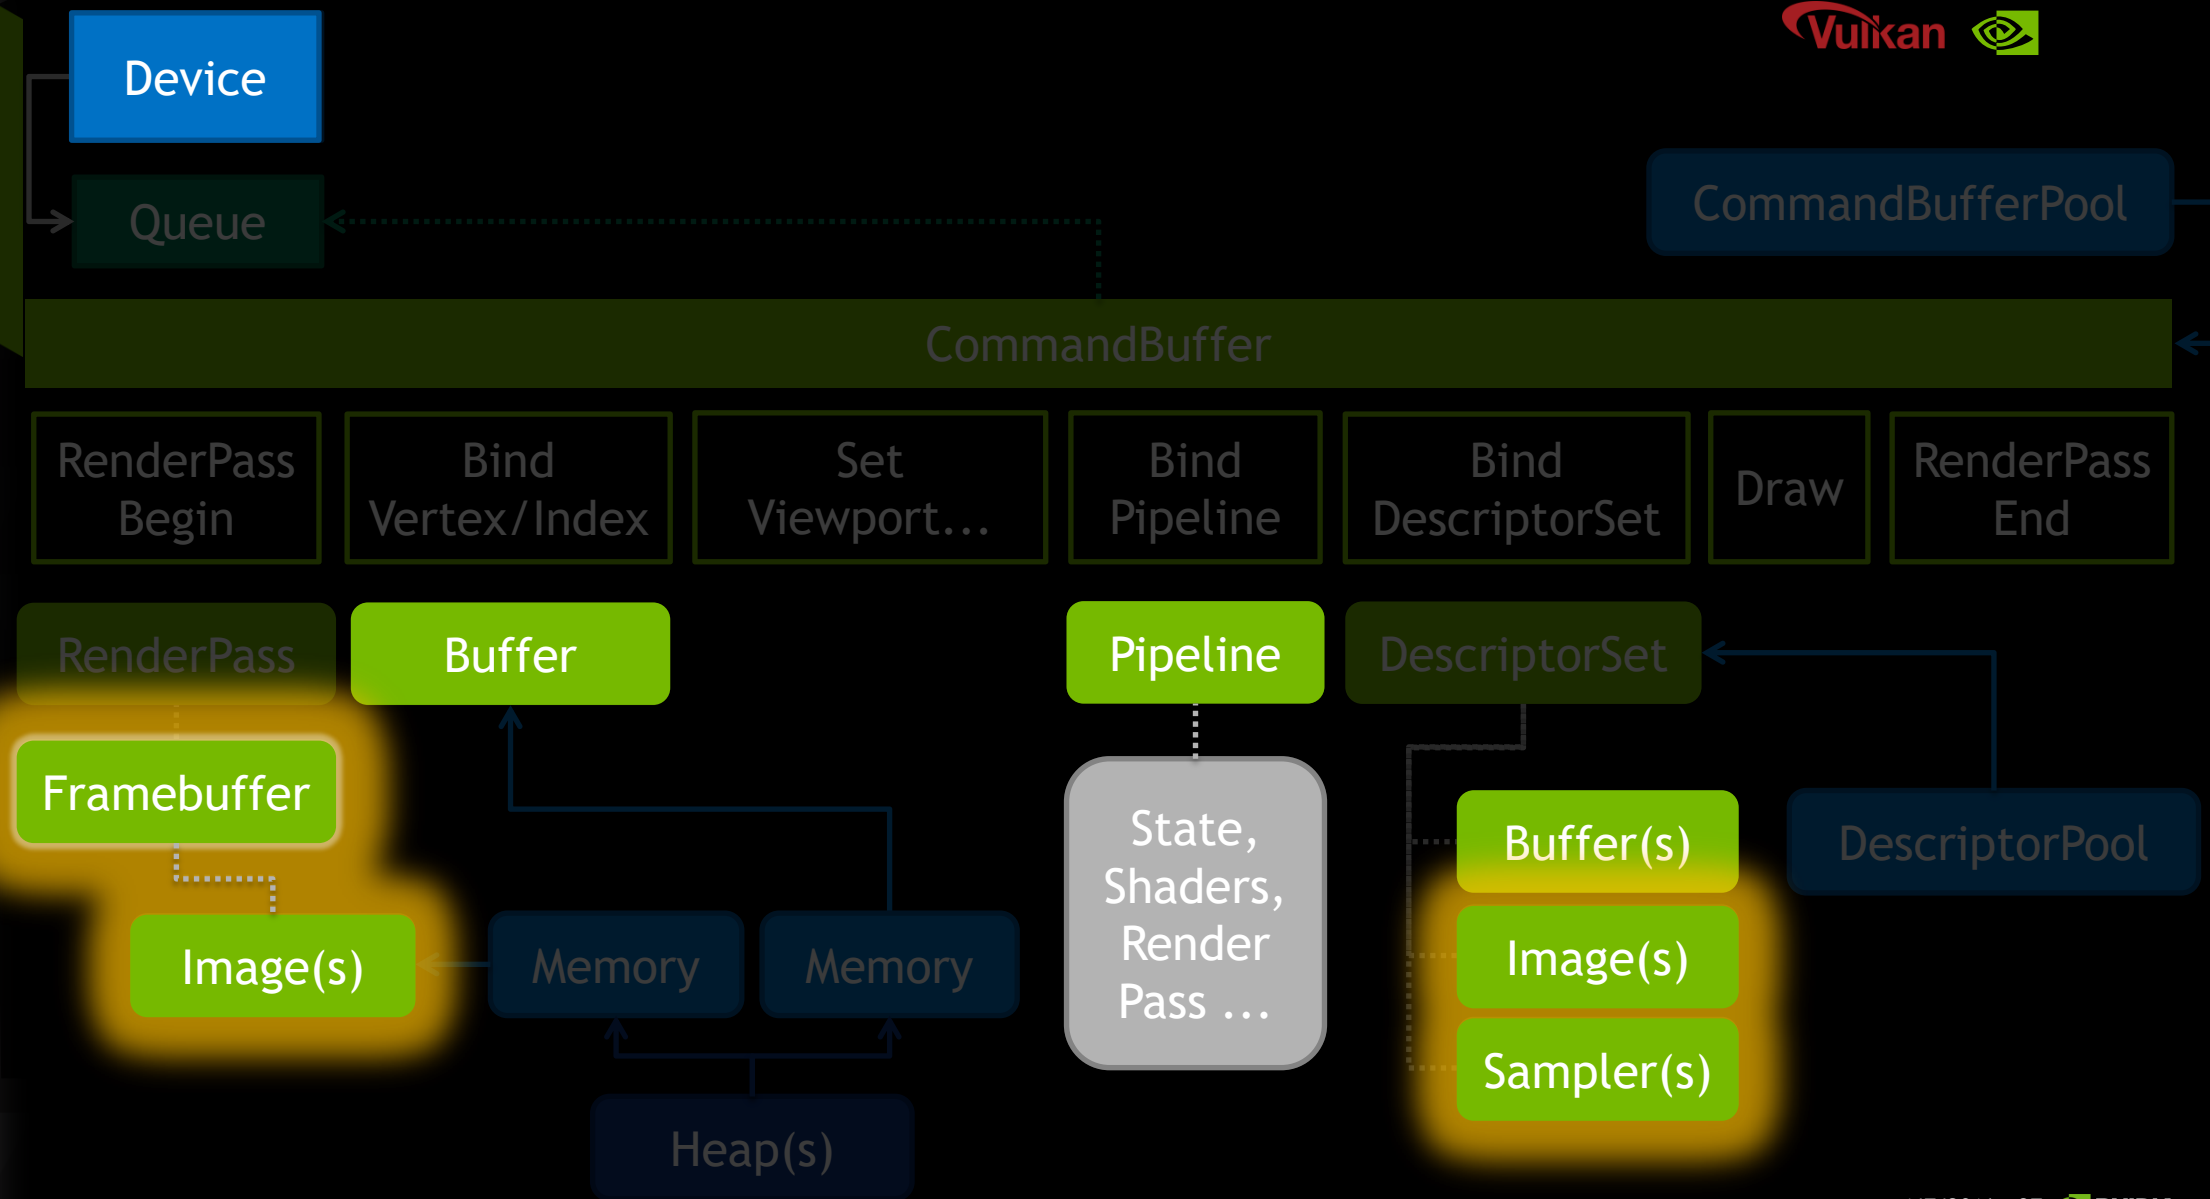 Vulkan
Device
Queue
CommandBufferPool
CommandBuffer
RenderPass
Begin
Bind
Vertex/Index
Set
Viewport...
Bind
Pipeline
Bind
DescriptorSet
Draw
RenderPass
End
RenderPass
Buffer
Pipeline
DescriptorSet
Framebuffer
State,
Shaders,
Render
Pass ...
Buffer(s)
DescriptorPool
Image(s)
Memory
Memory
Image(s)
Sampler(s)
Heap(s)